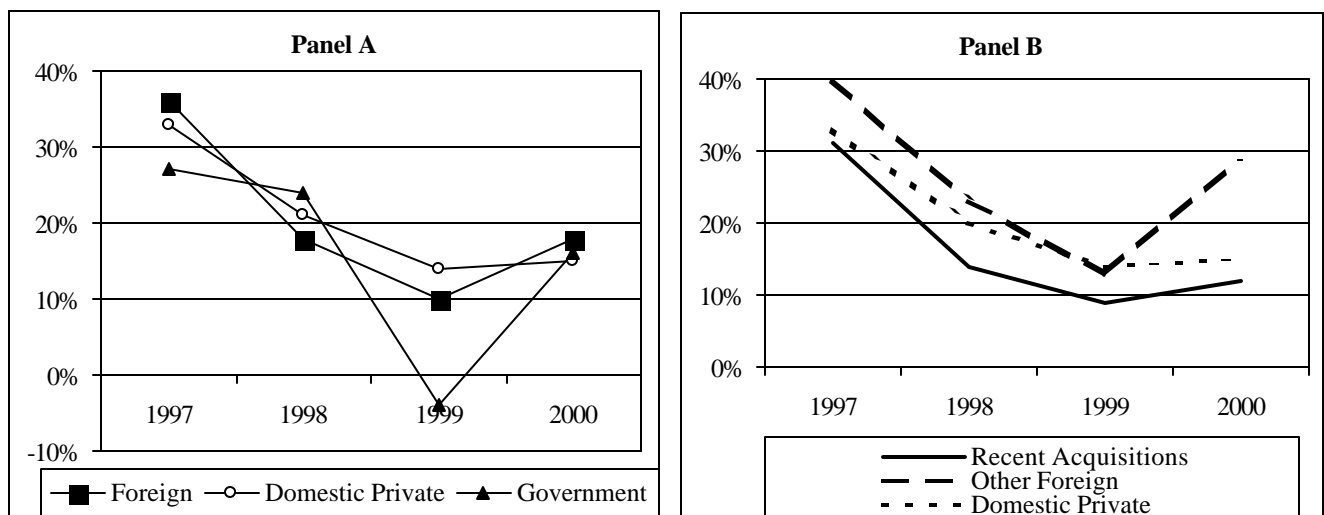 Panel A
40%
30%
20%
10%
0%
-10%
1997 1998 1999 2000
Foreign Domestic Private Government
Panel B
40%
30%
20%
10%
0%
1997 1998 1999 2000
Recent Acquisitions
Other Foreign
Domestic Private